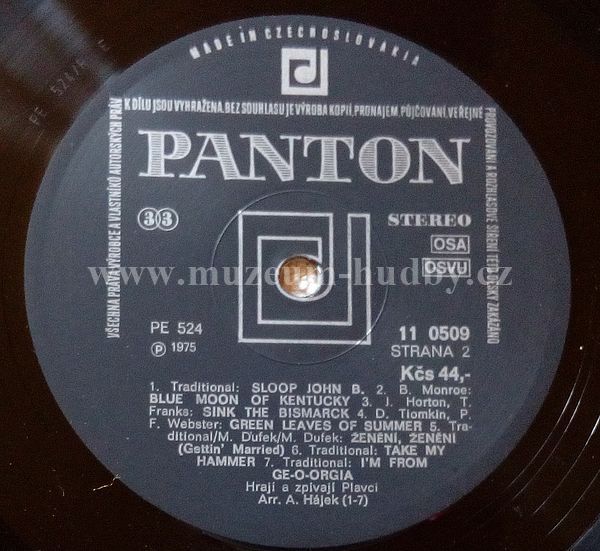 MADE IN CZECHOSLOVAKIA
VŠECHNA PRÁVA VÝROBCE A VLASTNÍKŮ AUTORSKÝCH PRÁV
K DÍLU JSOU VYHRAŽENA. BEZ SOUHLASU JE VÝROBA KOPIÍ, PRONAJEM, PŮJČOVÁNÍ, VEŘEJNÉ
PROVOZOVÁNÍ A ROZHLASOVÉ ŠÍŘENÍ TÉTO DESKY ZAKÁZÁNO
PANTON
33
STEREO
OSA
OSVU
www.muzeum-hudby.cz
PE 524
Ⓟ 1975
11 0509
STRANA 2
Kčs 44,-
1. Traditional: SLOOP JOHN B. 2. B. Monroe:
BLUE MOON OF KENTUCKY 3. J. Horton, T.
Franks: SINK THE BISMARCK 4. D. Tiomkin, P.
F. Webster: GREEN LEAVES OF SUMMER 5. Tra-
ditional/M. Ďufek/M. Dufek: ŽENĚNÍ, ŽENĚNÍ
(Gettin' Married) 6. Traditional: TAKE MY
HAMMER 7. Traditional: I'M FROM
GE-O-ORGIA
Hrají a zpívají Plavci
Arr. A. Hájek (1-7)